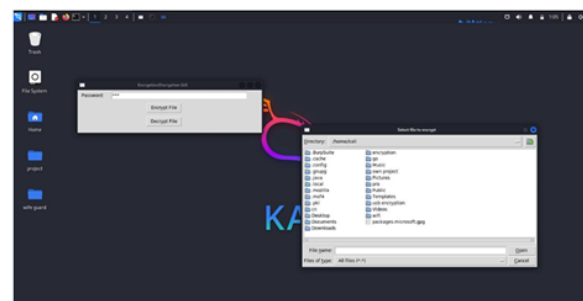 1 2 3 4
Trash
File System
Home
project
wifi guard
Encryption/Decryption GUI
Password: ***
Encrypt File
Decrypt File
KA
Select file to encrypt
Directory: /home/kali
.BurpSuite
.cache
.config
.gnupg
.java
.local
.mozilla
.msf4
.pki
Desktop
Documents
Downloads
encryption
go
Music
own project
Pictures
pro
Public
Templates
usb encryption
Videos
wifi
packages.microsoft.gpg
File name:
Open
Files of type: All files (*.*)
Cancel